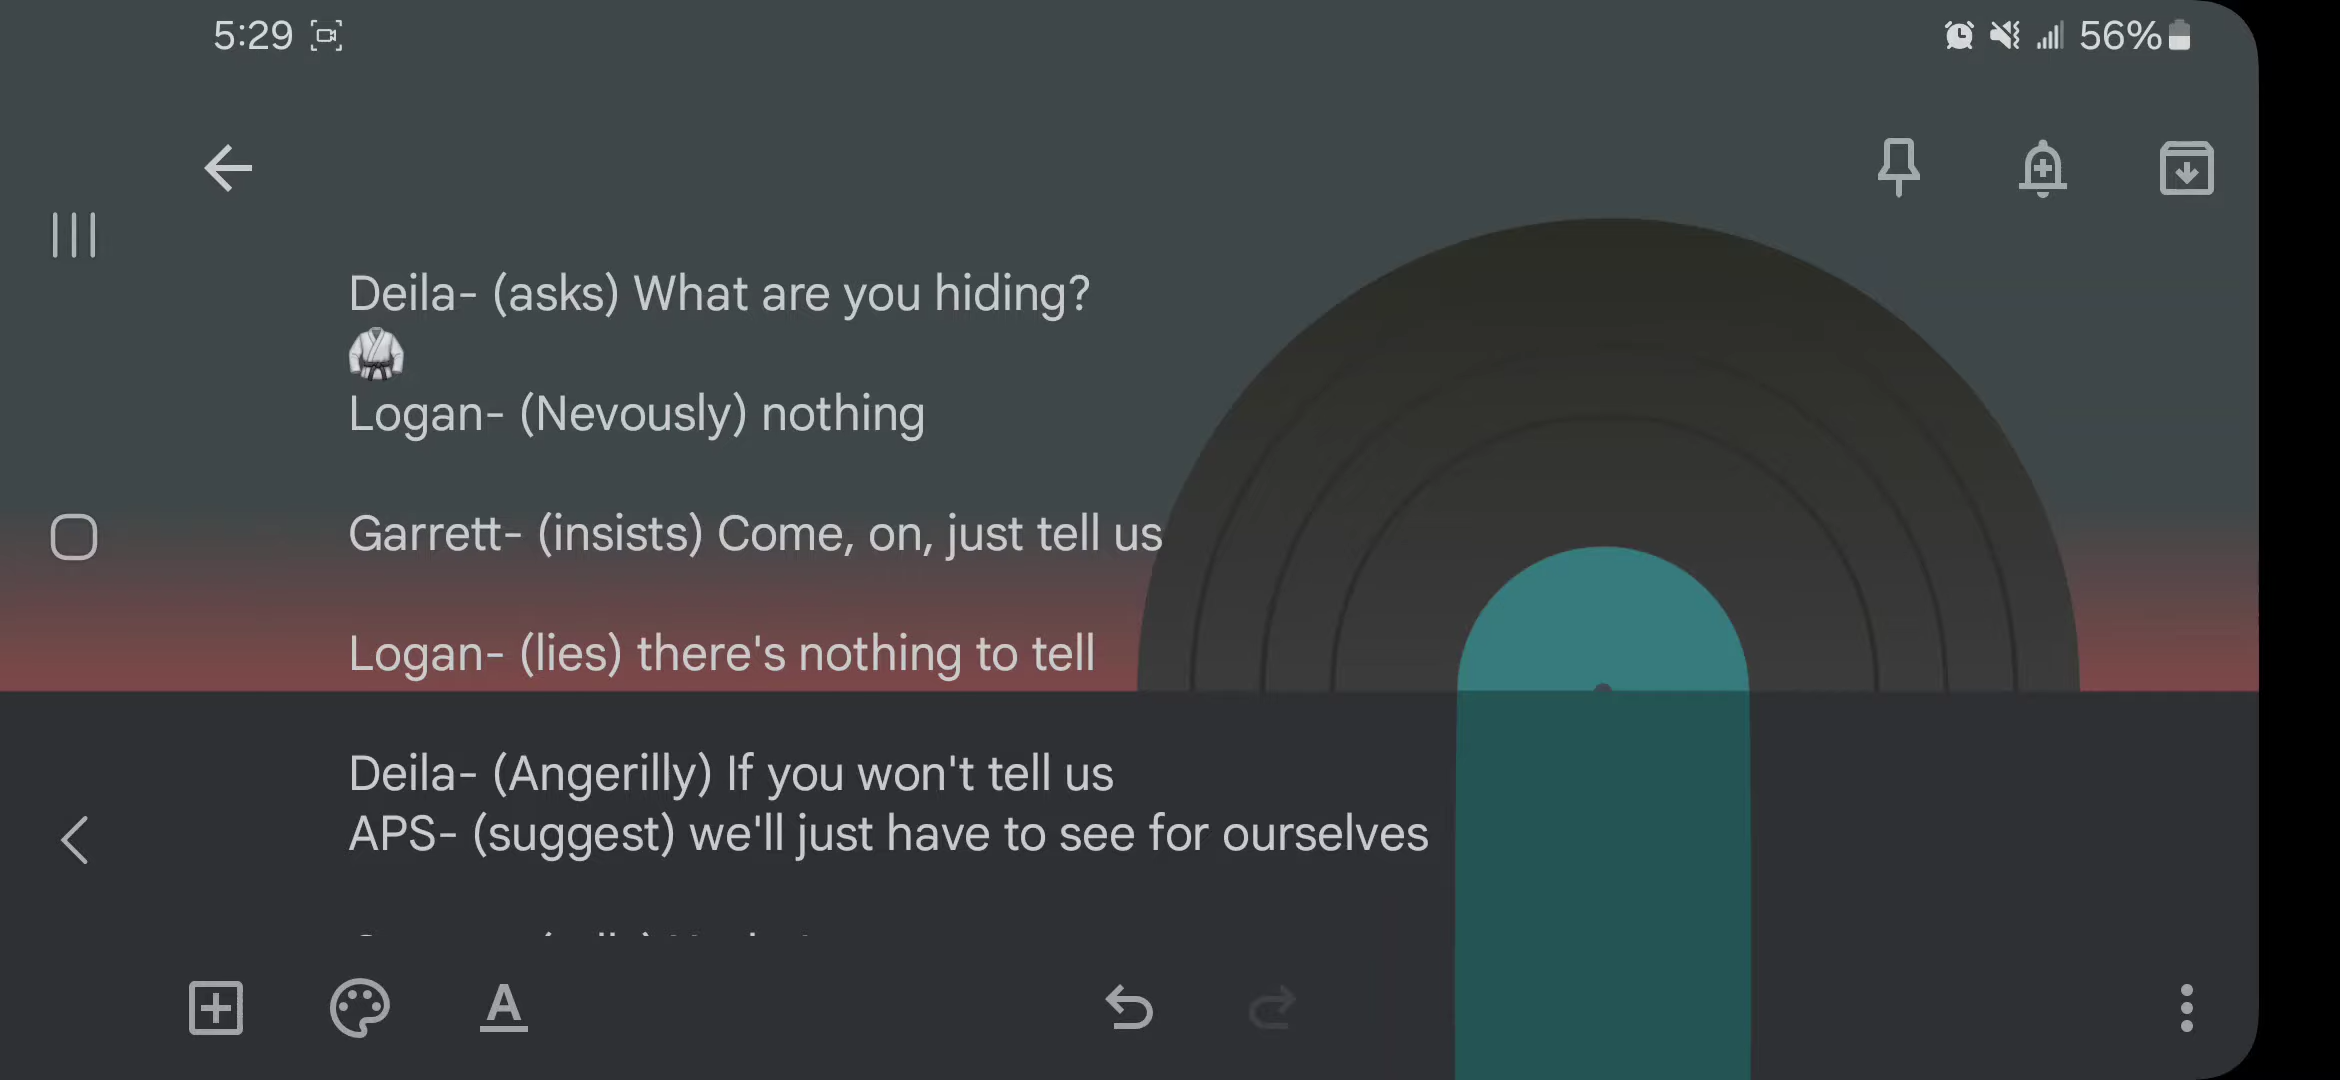 5:29
56%
Deila- (asks) What are you hiding?
🥋
Logan- (Nevously) nothing
Garrett- (insists) Come, on, just tell us
Logan- (lies) there's nothing to tell
Deila- (Angerilly) If you won't tell us
APS- (suggest) we'll just have to see for ourselves
A